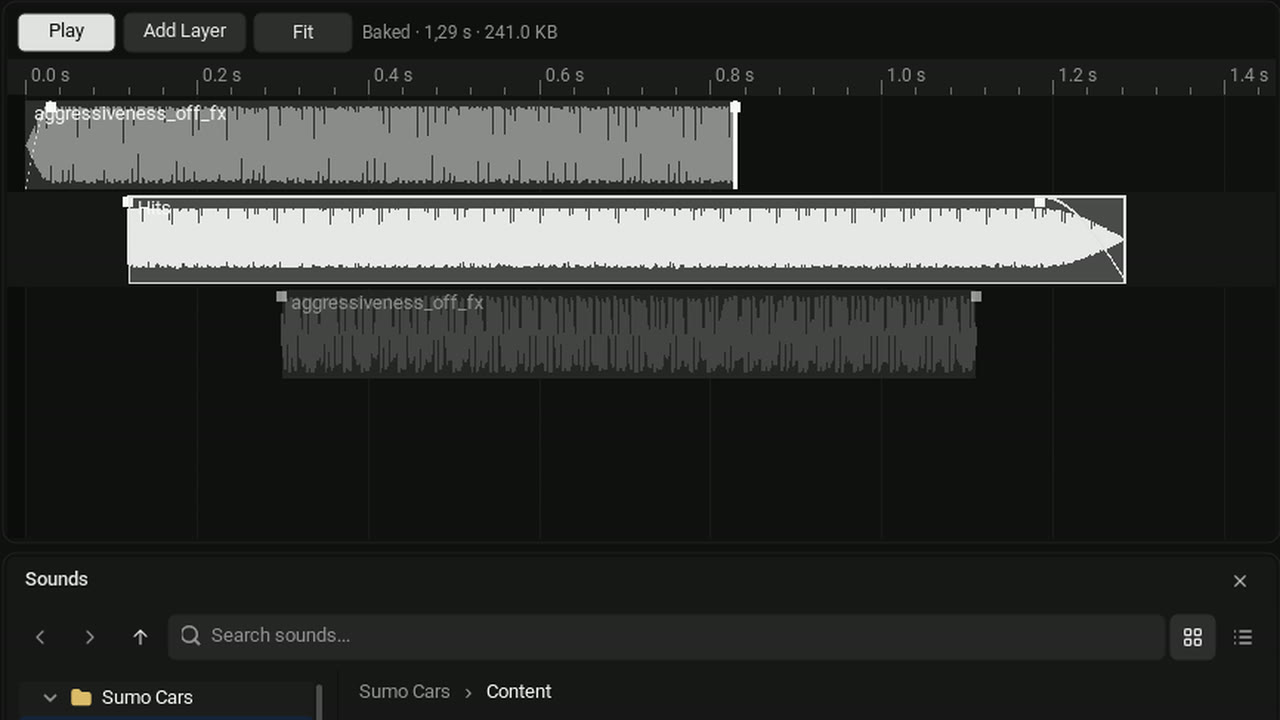 Play Add Layer Fit Baked · 1,29 s · 241.0 KB
0.0 s 0.2 s 0.4 s 0.6 s 0.8 s 1.0 s 1.2 s 1.4 s
aggressiveness_off_fx
Hits
aggressiveness_off_fx
Sounds
Search sounds...
Sumo Cars
Sumo Cars › Content